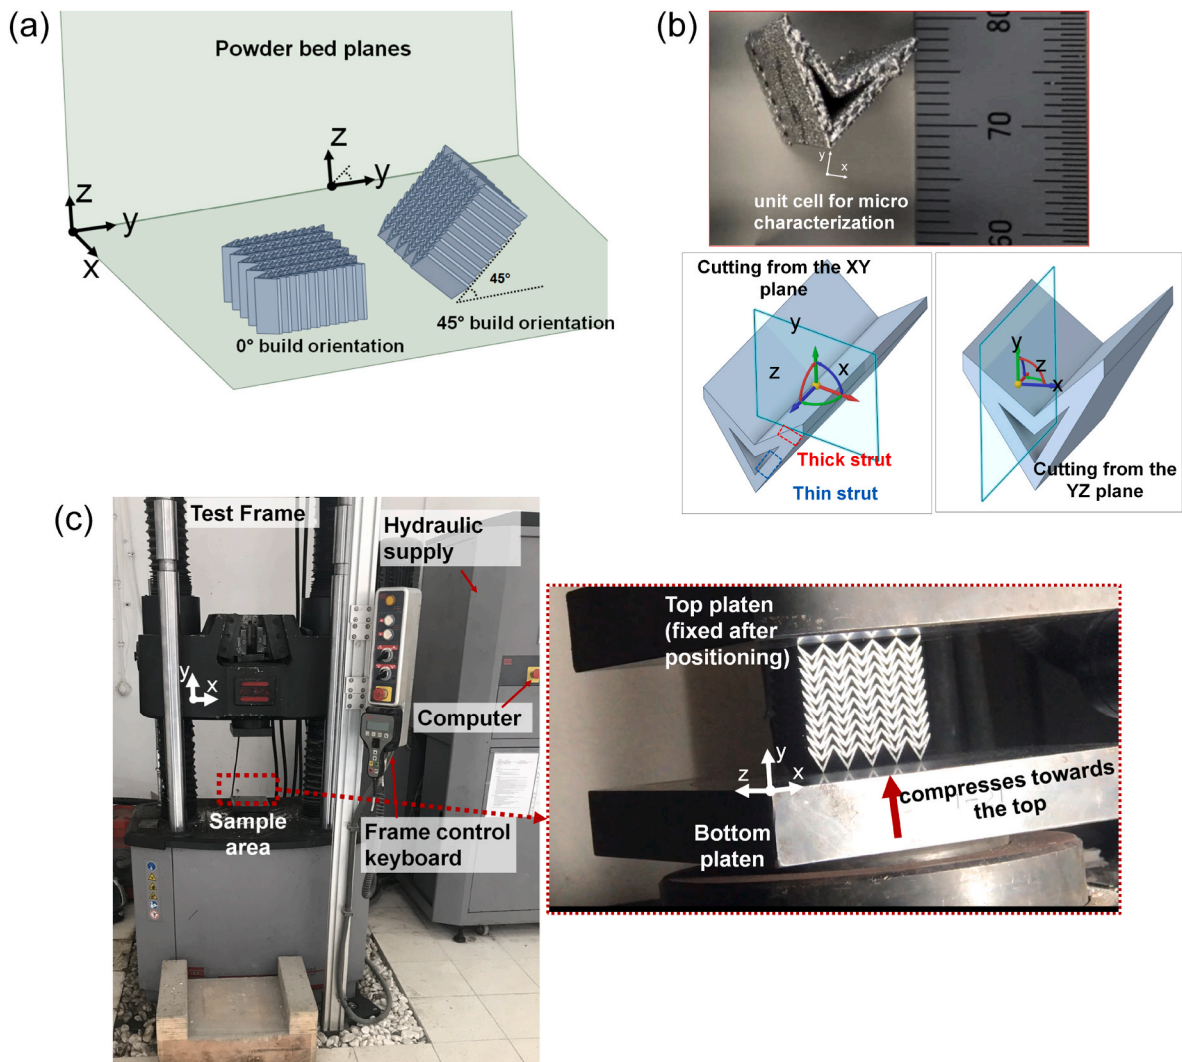 (a)
Powder bed planes
z
y
z
y
x
45°
45° build orientation
0° build orientation
(b)
80
70
60
y
x
unit cell for micro
characterization
Cutting from the XY
plane
y
x
z
Thick strut
Thin strut
y
z
x
Cutting from the
YZ plane
(c)
Test Frame
Hydraulic
supply
y
x
Computer
Sample
area
Frame control
keyboard
Top platen
(fixed after
positioning)
y
z
x
compresses towards
the top
Bottom
platen